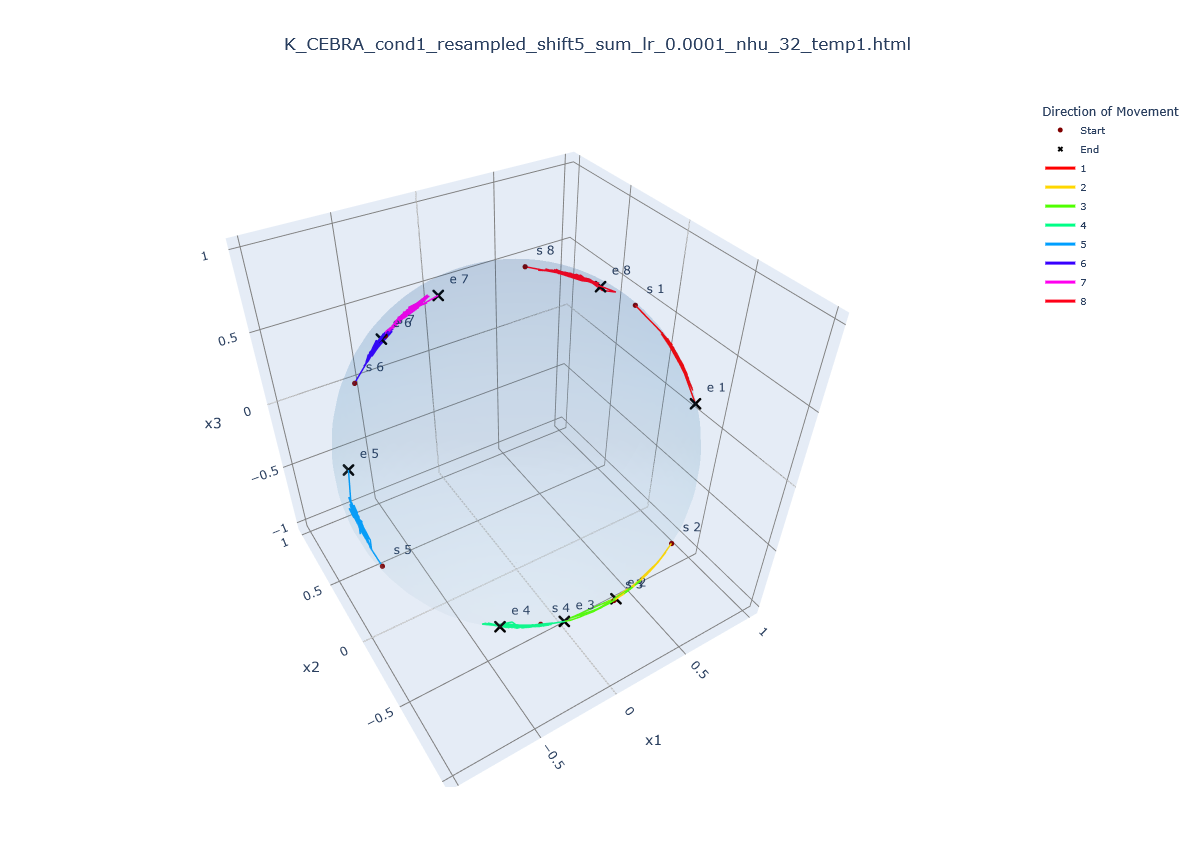 K_CEBRA_cond1_resampled_shift5_sum_lr_0.0001_nhu_32_temp1.html
Direction of Movement
Start
End
1
2
3
4
5
6
7
8
s 8
e 8
e 7
s 1
s 6
e 1
e 5
s 5
s 2
e 4
s 4
e 3
1
0.5
0
−0.5
−1
x3
1
0.5
0
−0.5
x2
−0.5
0
0.5
1
x1